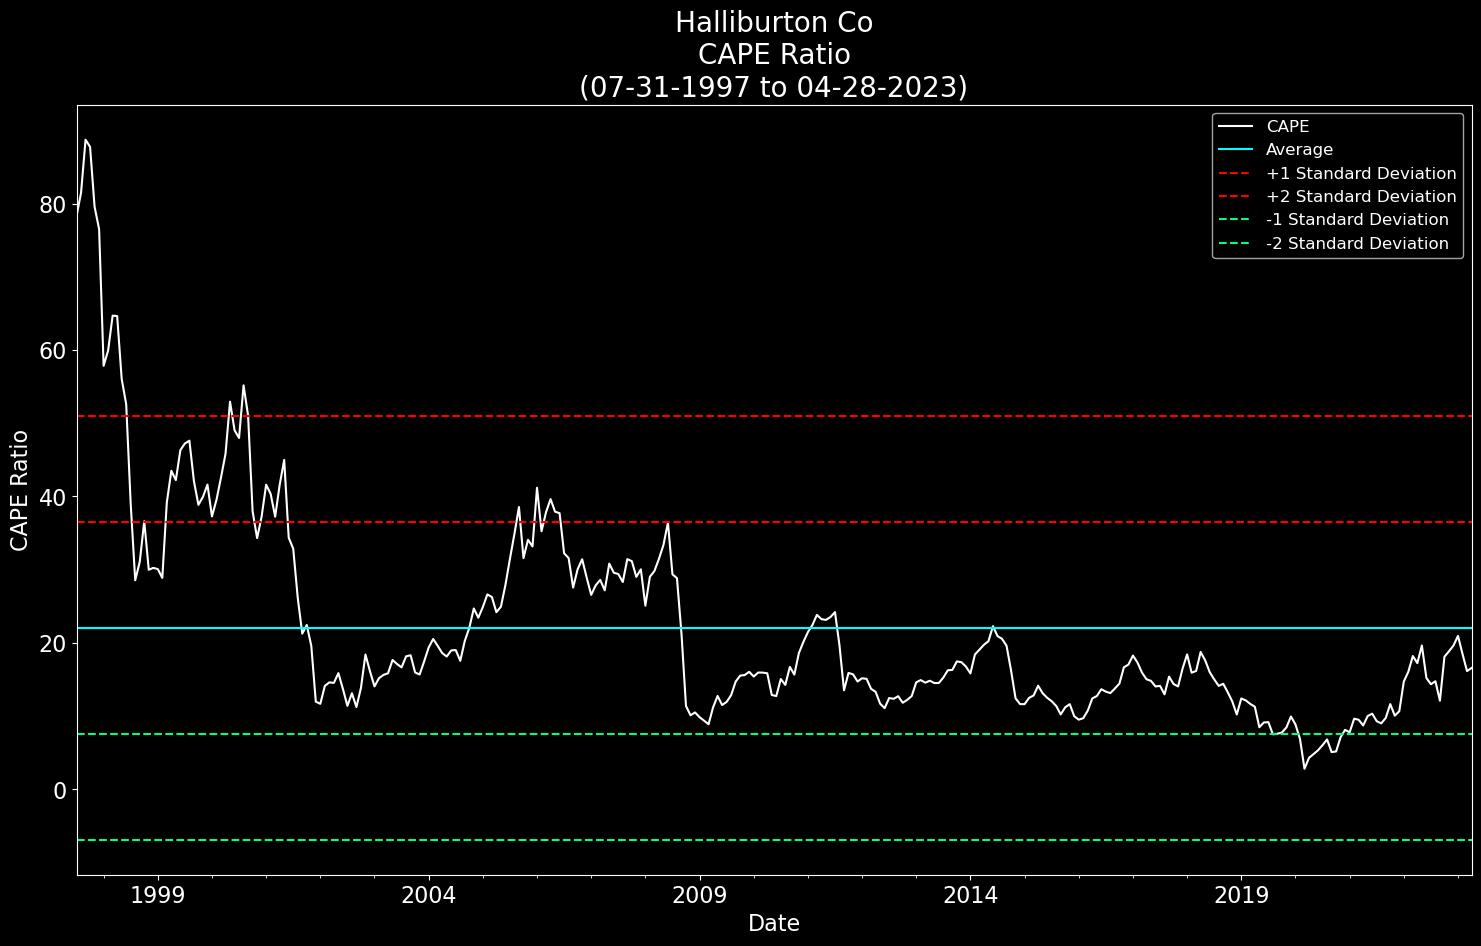 Halliburton Co
CAPE Ratio
(07-31-1997 to 04-28-2023)
CAPE
Average
+1 Standard Deviation
+2 Standard Deviation
-1 Standard Deviation
-2 Standard Deviation
CAPE Ratio
80
60
40
20
0
1999 2004 2009 2014 2019
Date